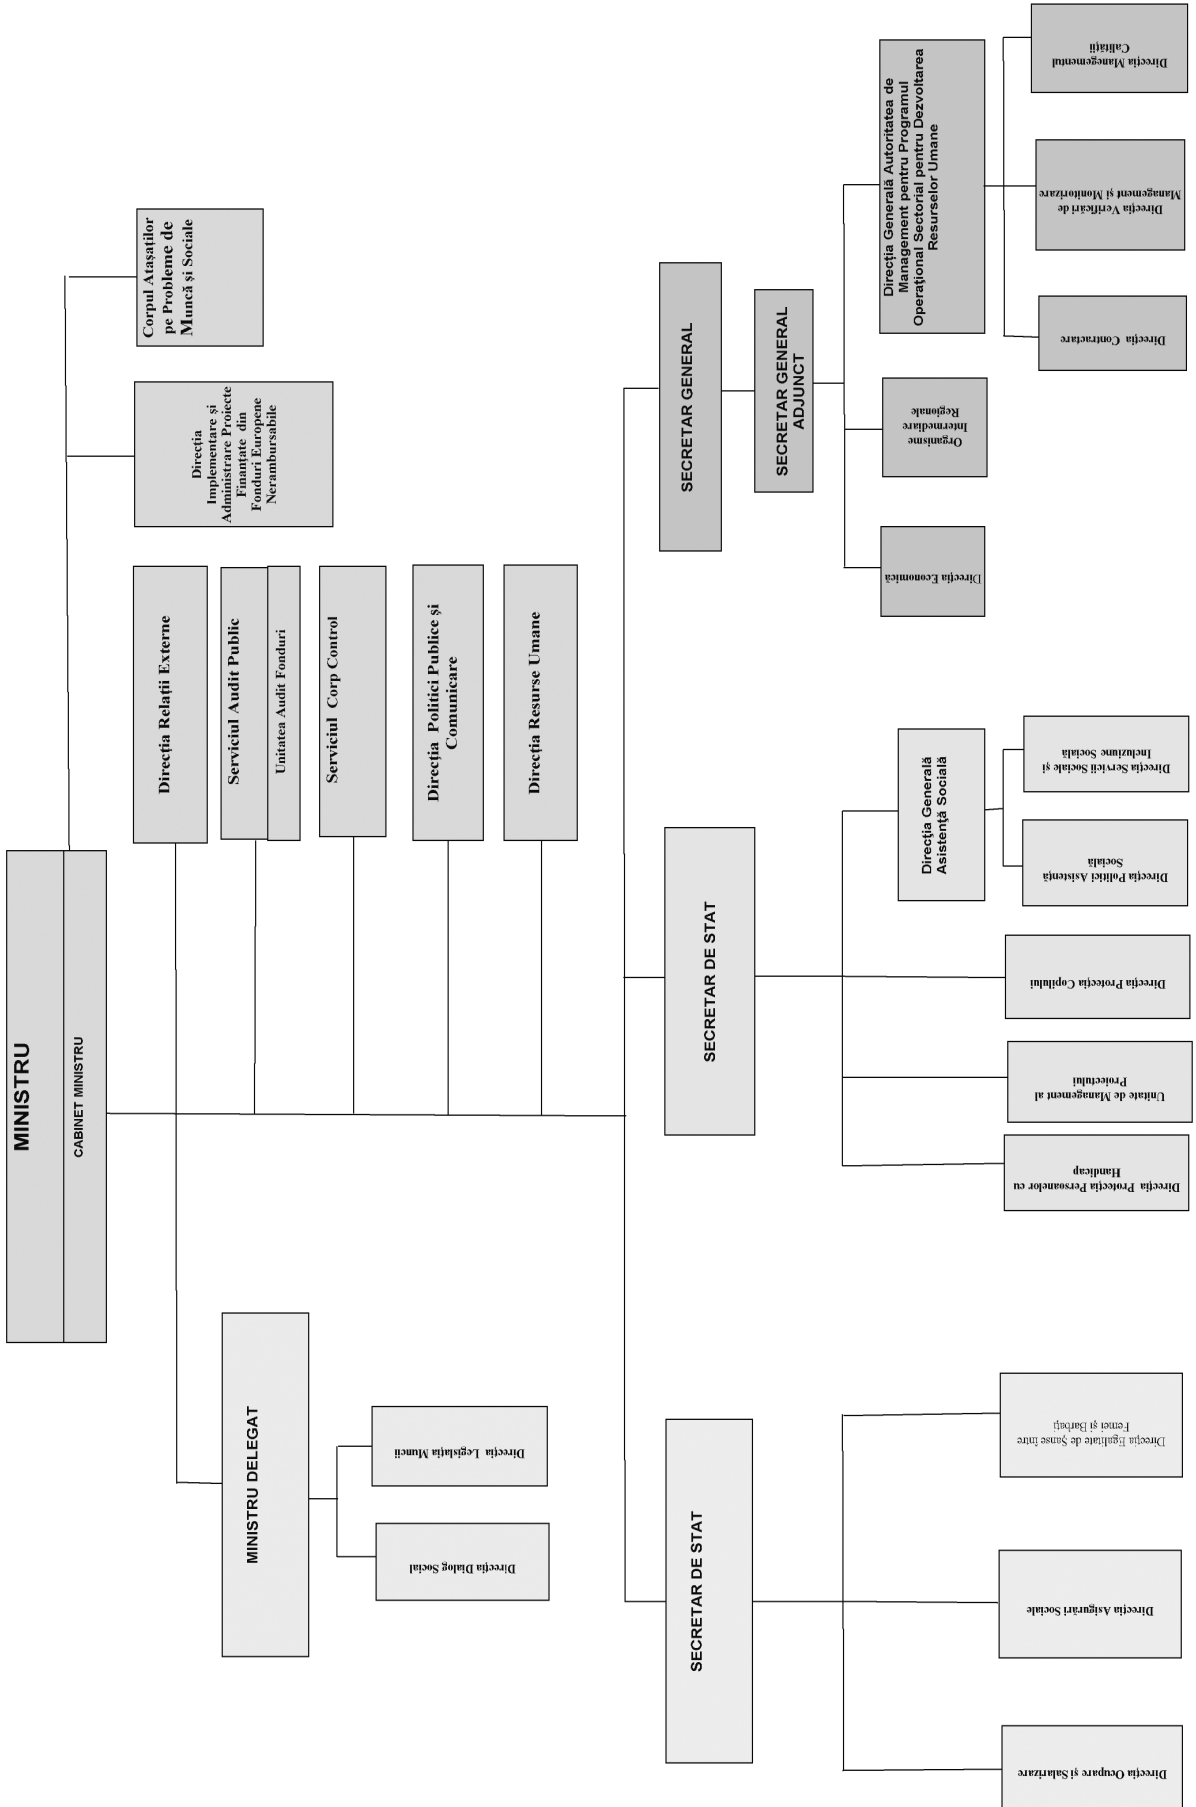 MINISTRU
CABINET MINISTRU
Corpul Atașaților
pe Probleme de
Muncă și Sociale
Direcția
Implementare și
Administrare Proiecte
Finanțate din
Fonduri Europene
Nerambursabile
Direcția Relații Externe
Serviciul Audit Public
Unitatea Audit Fonduri
Serviciul Corp Control
Direcția Politici Publice și
Comunicare
Direcția Resurse Umane
MINISTRU DELEGAT
Direcția Dialog Social
Direcția Legislația Muncii
SECRETAR DE STAT
Direcția Ocupare și Salarizare
Direcția Asigurări Sociale
Direcția Egalitate de Șanse între
Femei și Barbați
SECRETAR DE STAT
Direcția Protecția Persoanelor cu
Handicap
Unitate de Management al
Proiectului
Direcția Protecția Copilului
Direcţia Generală
Asistenţă Socială
Direcția Politici Asistență
Socială
Direcția Servicii Sociale și
Incluziune Socială
SECRETAR GENERAL
SECRETAR GENERAL
ADJUNCT
Direcția Economică
Organisme
Intermediare
Regionale
Direcţia Generală Autoritatea de
Management pentru Programul
Operaţional Sectorial pentru Dezvoltarea
Resurselor Umane
Direcția Contractare
Direcția Verificări de
Management și Monitorizare
Direcția Manegementul
Calității